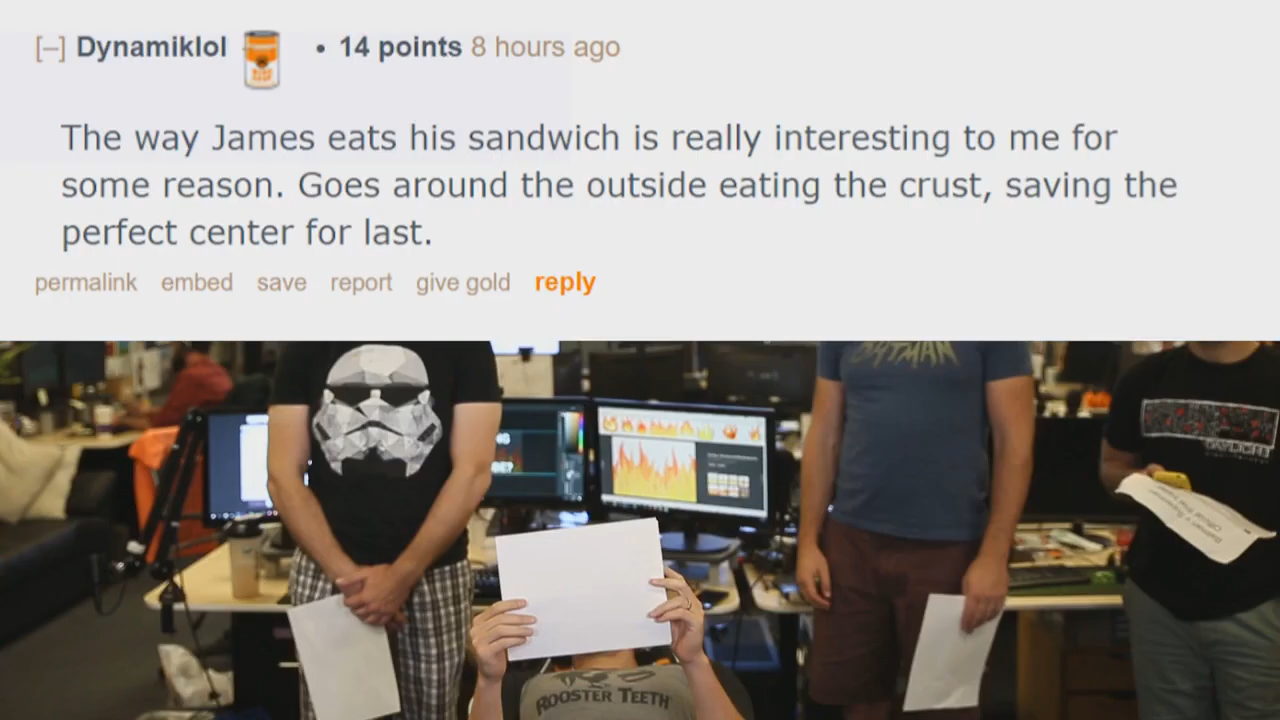 [–] Dynamiklol • 14 points 8 hours ago
The way James eats his sandwich is really interesting to me for
some reason. Goes around the outside eating the crust, saving the
perfect center for last.
permalink embed save report give gold reply
BATMAN
ROOSTER TEETH